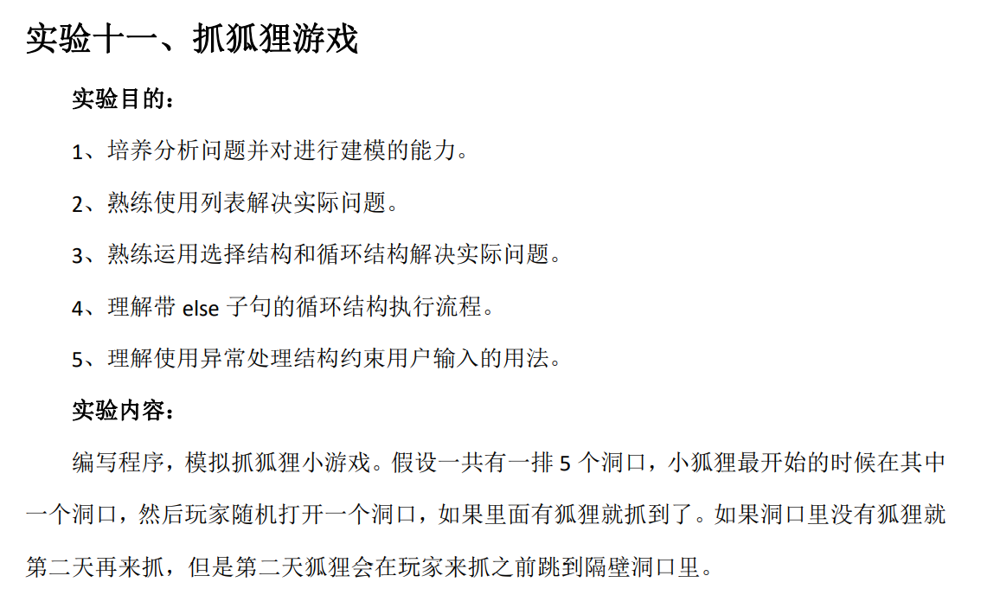 实验十一、抓狐狸游戏
实验目的：
1、培养分析问题并对进行建模的能力。
2、熟练使用列表解决实际问题。
3、熟练运用选择结构和循环结构解决实际问题。
4、理解带 else 子句的循环结构执行流程。
5、理解使用异常处理结构约束用户输入的用法。
实验内容：
编写程序，模拟抓狐狸小游戏。假设一共有一排 5 个洞口，小狐狸最开始的时候在其中
一个洞口，然后玩家随机打开一个洞口，如果里面有狐狸就抓到了。如果洞口里没有狐狸就
第二天再来抓，但是第二天狐狸会在玩家来抓之前跳到隔壁洞口里。